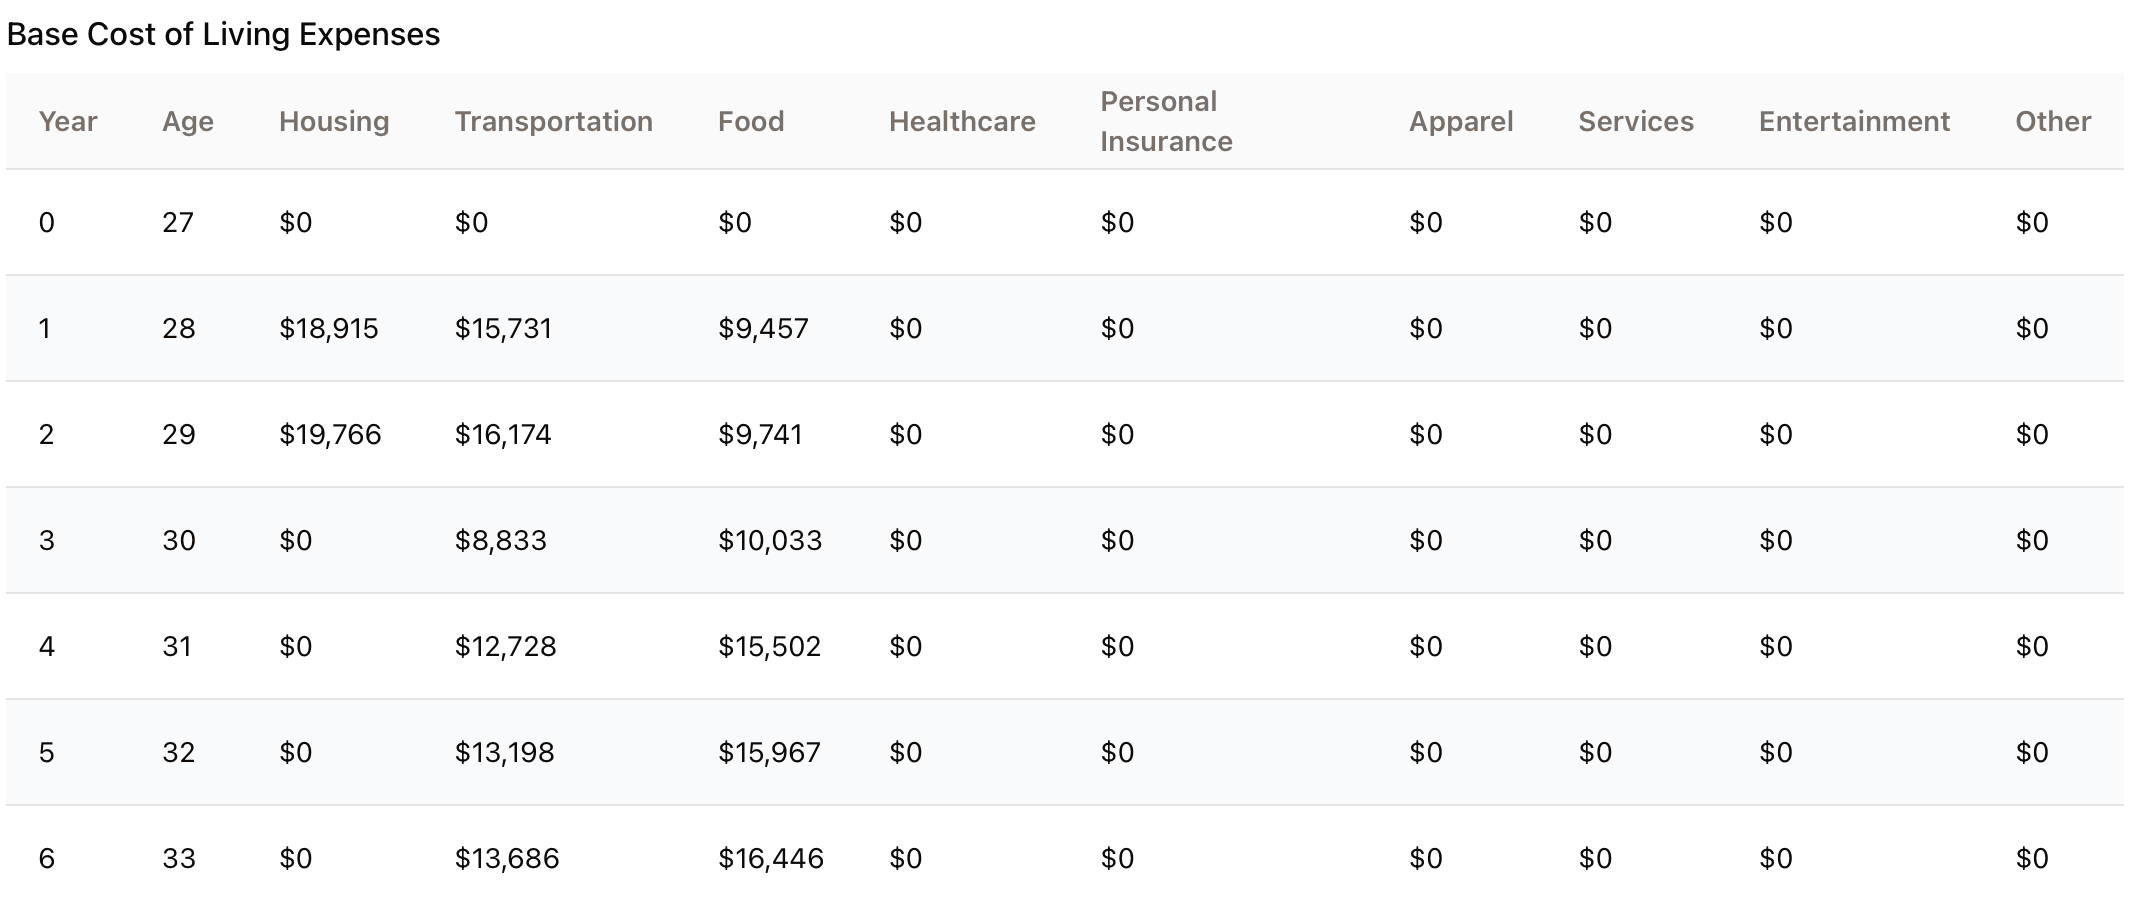 Base Cost of Living Expenses
Year Age Housing Transportation Food Healthcare Personal Insurance Apparel Services Entertainment Other
0 27 $0 $0 $0 $0 $0 $0 $0 $0 $0
1 28 $18,915 $15,731 $9,457 $0 $0 $0 $0 $0 $0
2 29 $19,766 $16,174 $9,741 $0 $0 $0 $0 $0 $0
3 30 $0 $8,833 $10,033 $0 $0 $0 $0 $0 $0
4 31 $0 $12,728 $15,502 $0 $0 $0 $0 $0 $0
5 32 $0 $13,198 $15,967 $0 $0 $0 $0 $0 $0
6 33 $0 $13,686 $16,446 $0 $0 $0 $0 $0 $0